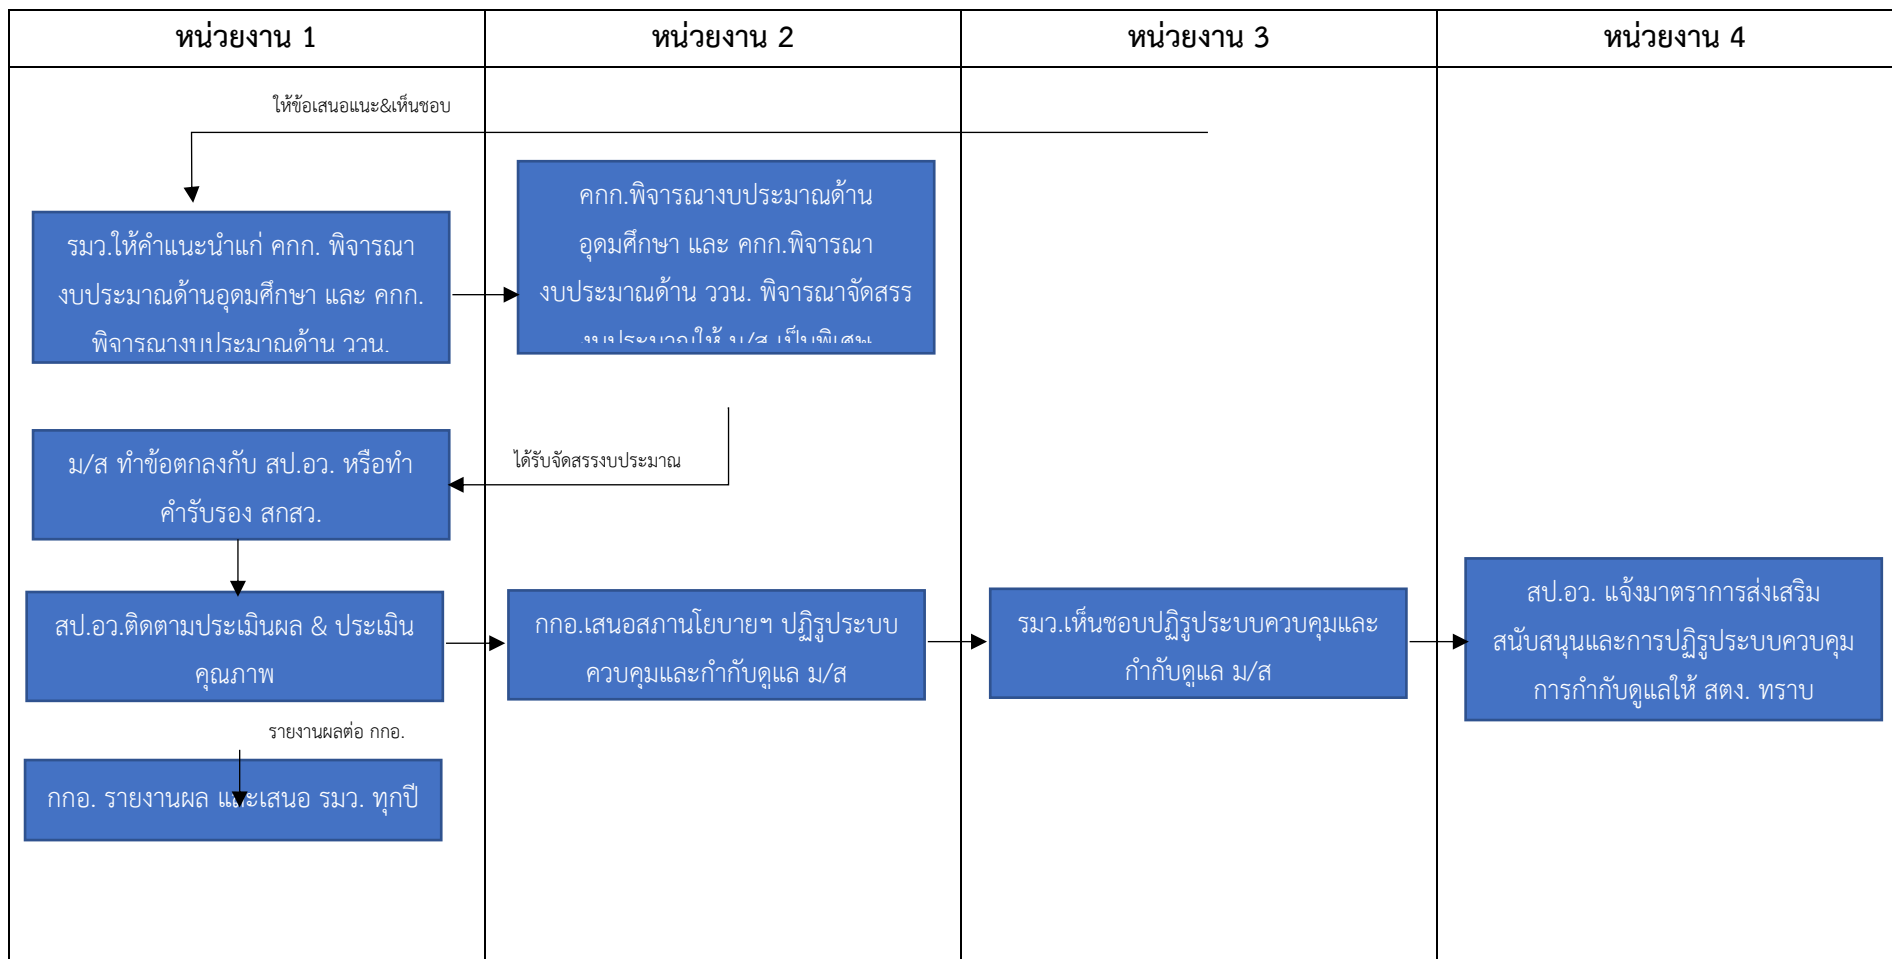 หน่วยงาน 1
หน่วยงาน 2
หน่วยงาน 3
หน่วยงาน 4
ให้ข้อเสนอแนะ&เห็นชอบ
รมว.ให้คำแนะนำแก่ คกก. พิจารณา
งบประมาณด้านอุดมศึกษา และ คกก.
พิจารณางบประมาณด้าน ววน.
คกก.พิจารณางบประมาณด้าน
อุดมศึกษา และ คกก.พิจารณา
งบประมาณด้าน ววน. พิจารณาจัดสรร
งบประมาณให้ ม/ส เป็นพิเศษ
ได้รับจัดสรรงบประมาณ
ม/ส ทำข้อตกลงกับ สป.อว. หรือทำ
คำรับรอง สกสว.
สป.อว.ติดตามประเมินผล & ประเมิน
คุณภาพ
กกอ.เสนอสภานโยบายฯ ปฏิรูประบบ
ควบคุมและกำกับดูแล ม/ส
รมว.เห็นชอบปฏิรูประบบควบคุมและ
กำกับดูแล ม/ส
สป.อว. แจ้งมาตราการส่งเสริม
สนับสนุนและการปฏิรูประบบควบคุม
การกำกับดูแลให้ สตง. ทราบ
รายงานผลต่อ กกอ.
กกอ. รายงานผล และเสนอ รมว. ทุกปี